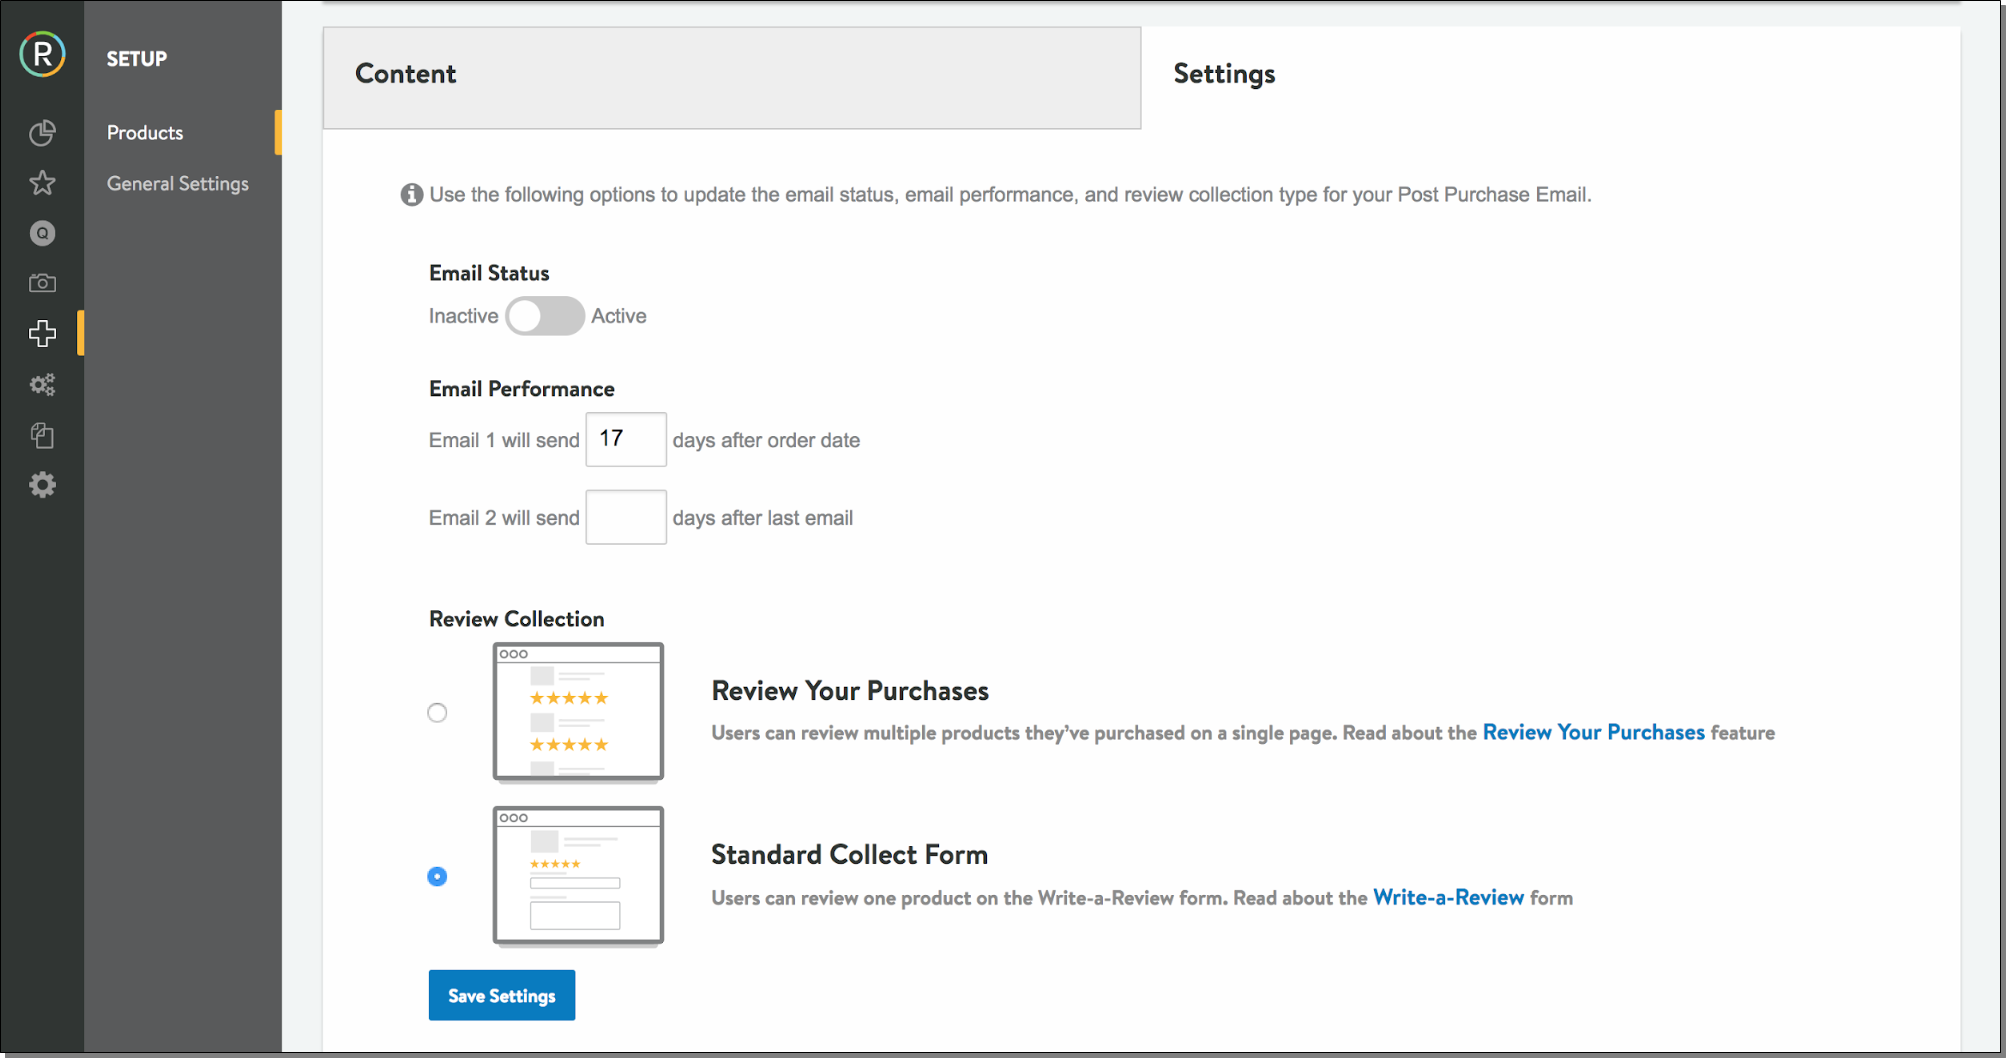 R
SETUP
Products
General Settings
Q
Content
Settings
Use the following options to update the email status, email performance, and review collection type for your Post Purchase Email.
Email Status
Inactive Active
Email Performance
Email 1 will send 17 days after order date
Email 2 will send days after last email
Review Collection
Review Your Purchases
Users can review multiple products they’ve purchased on a single page. Read about the Review Your Purchases feature
Standard Collect Form
Users can review one product on the Write-a-Review form. Read about the Write-a-Review form
Save Settings